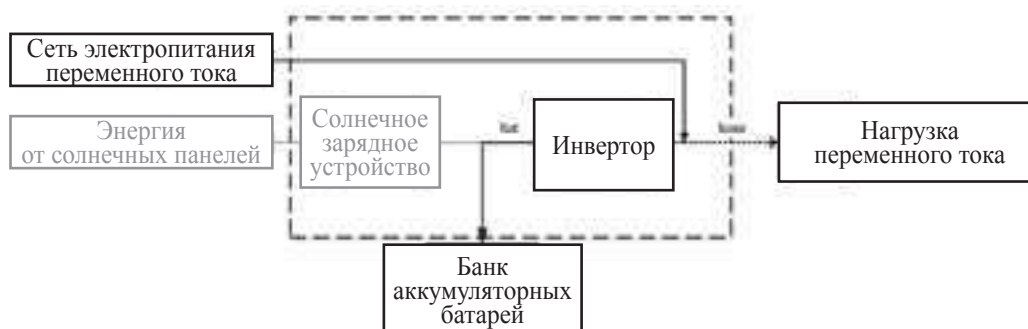 Сеть электропитания
переменного тока
Энергия
от солнечных панелей
Солнечное
зарядное
устройство
Инвертор
Нагрузка
переменного тока
Банк
аккумуляторных
батарей